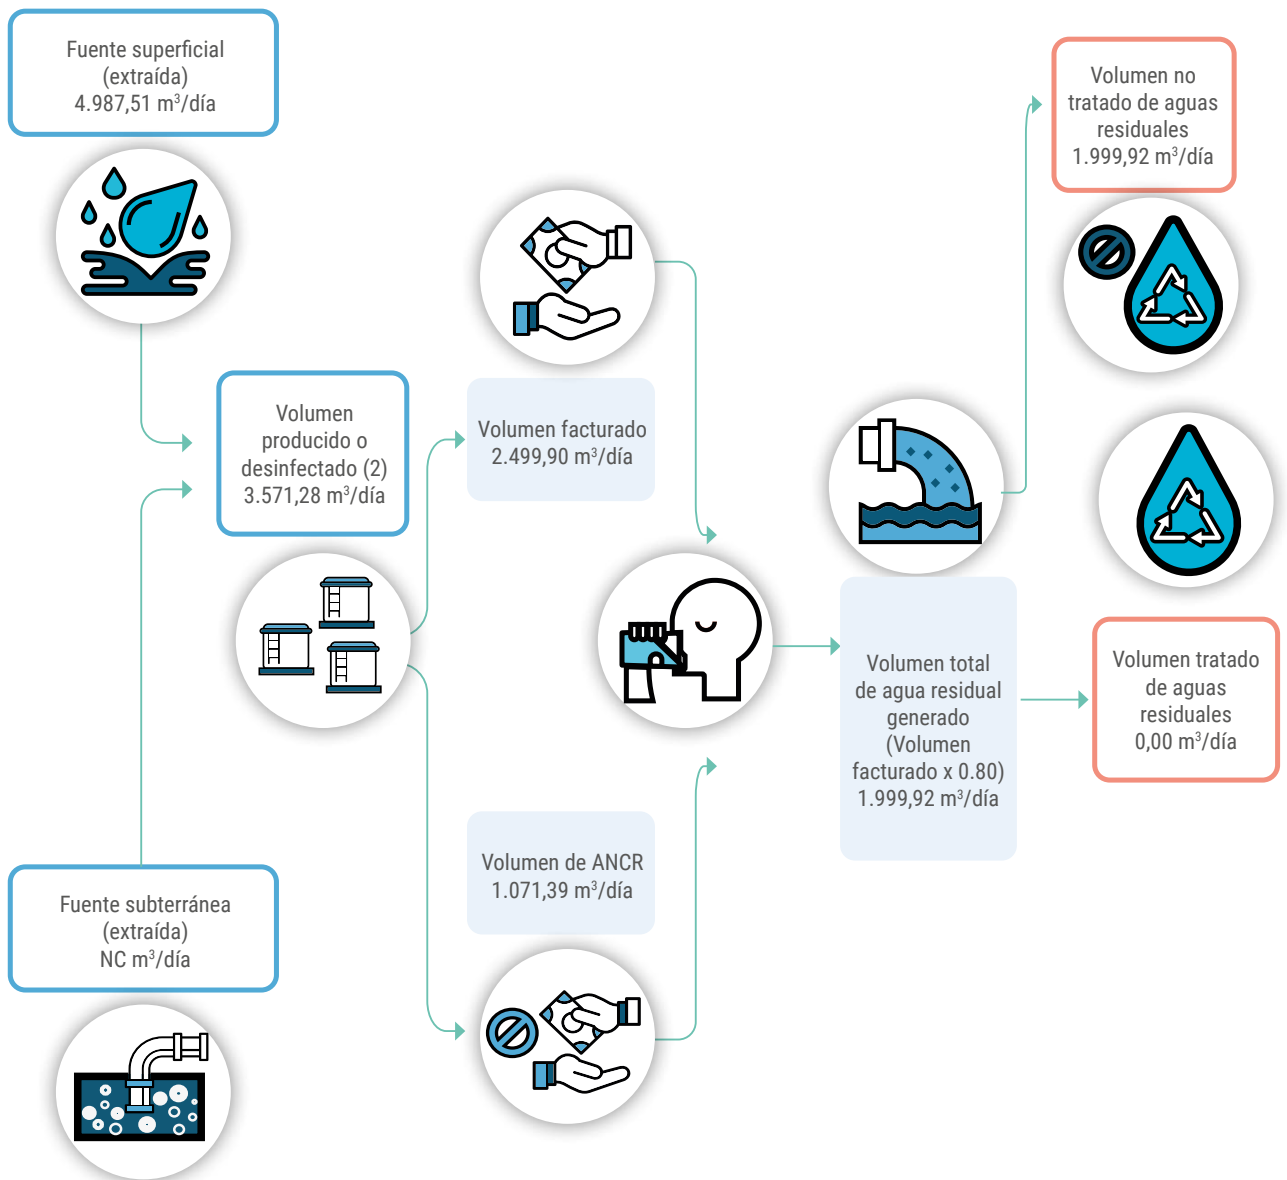 Fuente superficial
(extraída)
4.987,51 m³/día
Volumen
producido o
desinfectado (2)
3.571,28 m³/día
Fuente subterránea
(extraída)
NC m³/día
Volumen facturado
2.499,90 m³/día
Volumen de ANCR
1.071,39 m³/día
Volumen total
de agua residual
generado
(Volumen
facturado x 0.80)
1.999,92 m³/día
Volumen no
tratado de aguas
residuales
1.999,92 m³/día
Volumen tratado
de aguas
residuales
0,00 m³/día